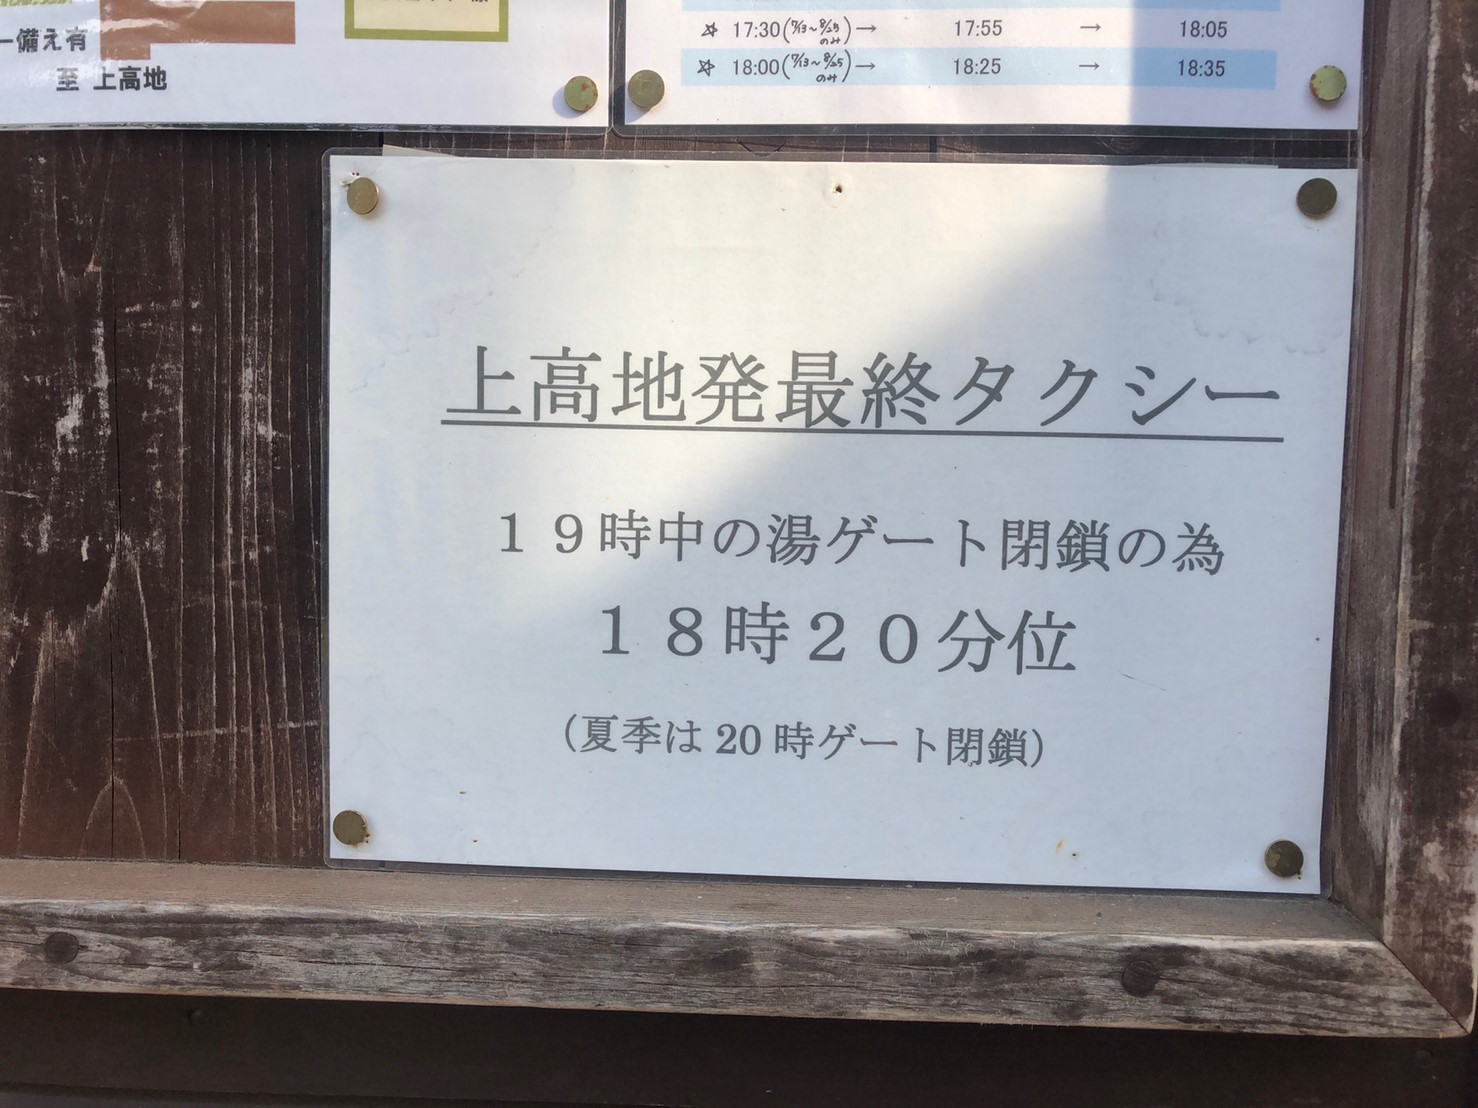 ー備え有
至 上高地
☆ 17:30(7/13~8/25のみ)→ 17:55 → 18:05
☆ 18:00(7/13~8/25のみ)→ 18:25 → 18:35
上高地発最終タクシー
19時中の湯ゲート閉鎖の為
18時20分位
(夏季は20時ゲート閉鎖)